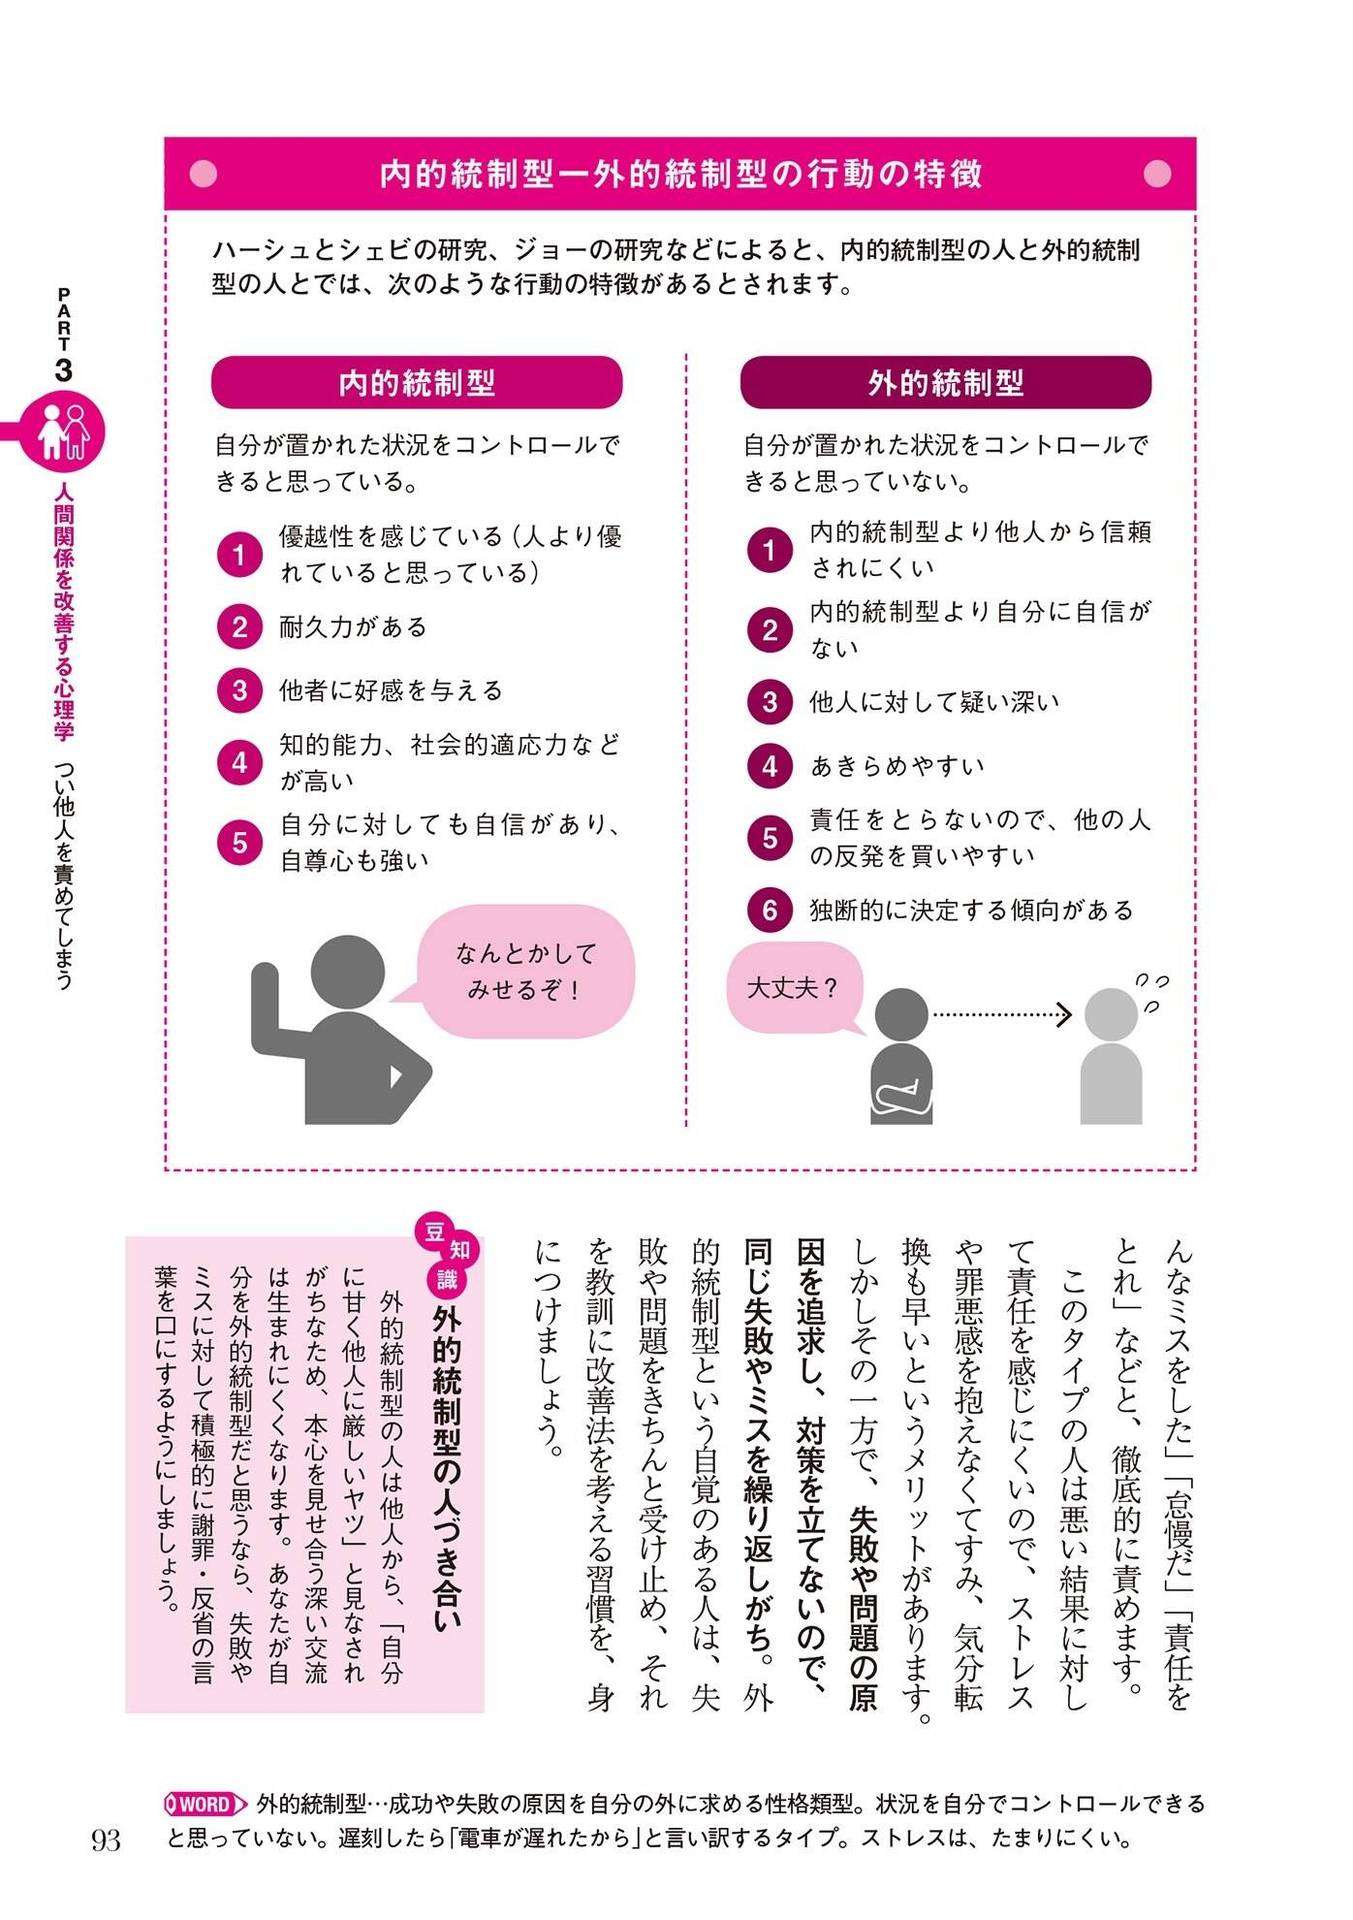 内的統制型ー外的統制型の行動の特徴
ハーシュとシェビの研究、ジョーの研究などによると、内的統制型の人と外的統制
型の人とでは、次のような行動の特徴があるとされます。
内的統制型
自分が置かれた状況をコントロールで
きると思っている。
1
優越性を感じている（人より優
れていると思っている）
2
耐久力がある
3
他者に好感を与える
4
知的能力、社会的適応力など
が高い
5
自分に対しても自信があり、
自尊心も強い
なんとかして
みせるぞ！
外的統制型
自分が置かれた状況をコントロールで
きると思っていない。
1
内的統制型より他人から信頼
されにくい
2
内的統制型より自分に自信が
ない
3
他人に対して疑い深い
4
あきらめやすい
5
責任をとらないので、他の人
の反発を買いやすい
6
独断的に決定する傾向がある
大丈夫？
PART 3
人間関係を改善する心理学　つい他人を責めてしまう
んなミスをした」「怠慢だ」「責任を
とれ」などと、徹底的に責めます。
このタイプの人は悪い結果に対し
て責任を感じにくいので、ストレス
や罪悪感を抱えなくてすみ、気分転
換も早いというメリットがあります。
しかしその一方で、失敗や問題の原
因を追求し、対策を立てないので、
同じ失敗やミスを繰り返しがち。外
的統制型という自覚のある人は、失
敗や問題をきちんと受け止め、それ
を教訓に改善法を考える習慣を、身
につけましょう。
豆知識
外的統制型の人づき合い
外的統制型の人は他人から、「自分
に甘く他人に厳しいヤツ」と見なされ
がちなため、本心を見せ合う深い交流
は生まれにくくなります。あなたが自
分を外的統制型だと思うなら、失敗や
ミスに対して積極的に謝罪・反省の言
葉を口にするようにしましょう。
WORD 外的統制型…成功や失敗の原因を自分の外に求める性格類型。状況を自分でコントロールできる
と思っていない。遅刻したら「電車が遅れたから」と言い訳するタイプ。ストレスは、たまりにくい。
93